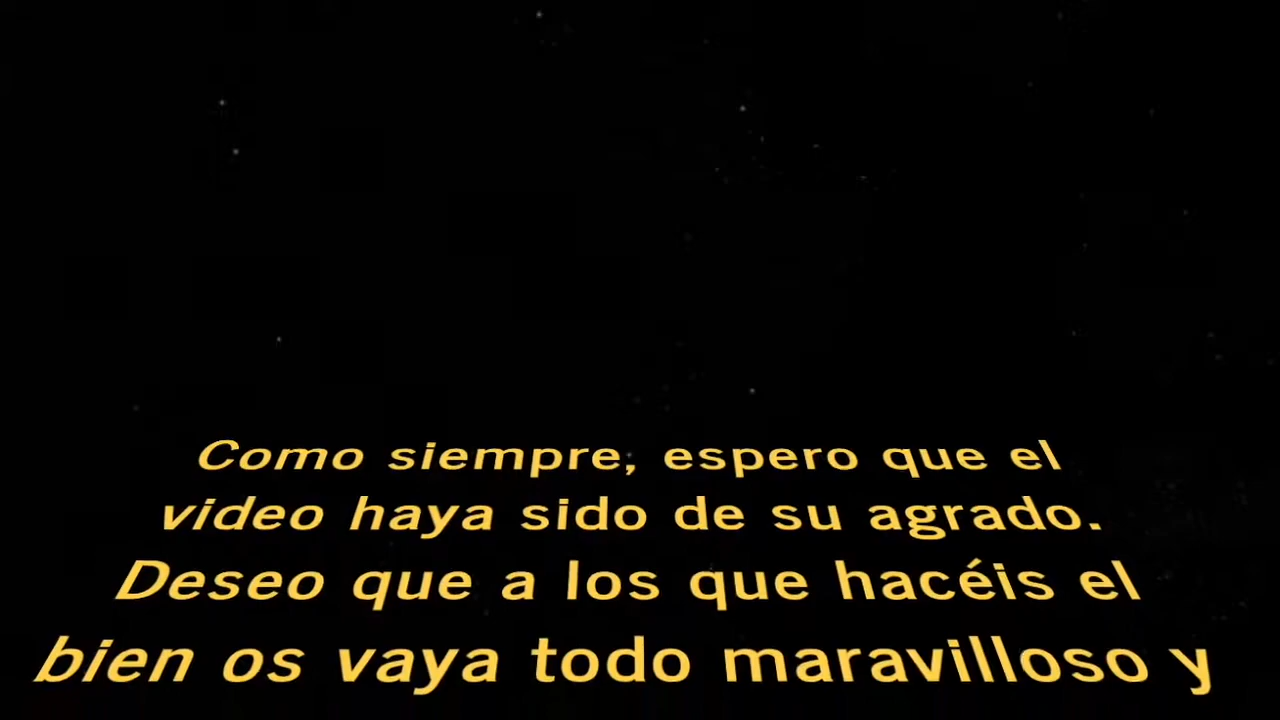 Como siempre, espero que el
video haya sido de su agrado.
Deseo que a los que hacéis el
bien os vaya todo maravilloso y